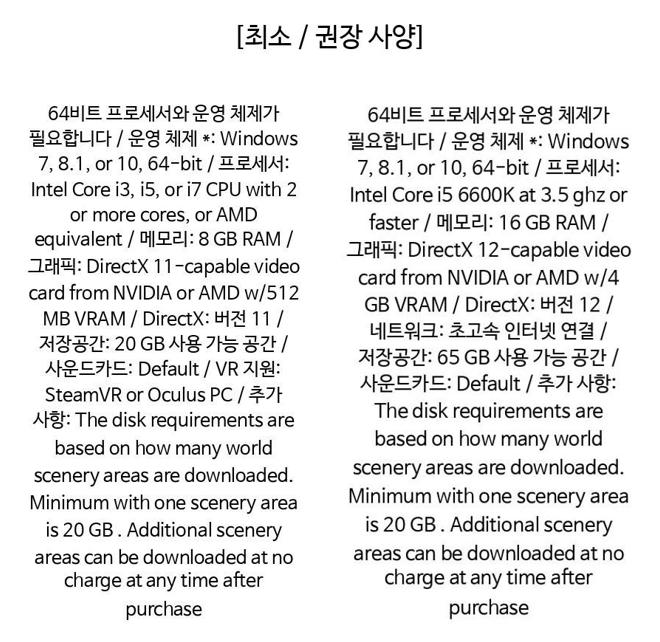 [최소 / 권장 사양]
64비트 프로세서와 운영 체제가
필요합니다 / 운영 체제 *: Windows
7, 8.1, or 10, 64-bit / 프로세서:
Intel Core i3, i5, or i7 CPU with 2
or more cores, or AMD
equivalent / 메모리: 8 GB RAM /
그래픽: DirectX 11-capable video
card from NVIDIA or AMD w/512
MB VRAM / DirectX: 버전 11 /
저장공간: 20 GB 사용 가능 공간 /
사운드카드: Default / VR 지원:
SteamVR or Oculus PC / 추가
사항: The disk requirements are
based on how many world
scenery areas are downloaded.
Minimum with one scenery area
is 20 GB . Additional scenery
areas can be downloaded at no
charge at any time after
purchase
64비트 프로세서와 운영 체제가
필요합니다 / 운영 체제 *: Windows
7, 8.1, or 10, 64-bit / 프로세서:
Intel Core i5 6600K at 3.5 ghz or
faster / 메모리: 16 GB RAM /
그래픽: DirectX 12-capable video
card from NVIDIA or AMD w/4
GB VRAM / DirectX: 버전 12 /
네트워크: 초고속 인터넷 연결 /
저장공간: 65 GB 사용 가능 공간 /
사운드카드: Default / 추가 사항:
The disk requirements are
based on how many world
scenery areas are downloaded.
Minimum with one scenery area
is 20 GB . Additional scenery
areas can be downloaded at no
charge at any time after
purchase